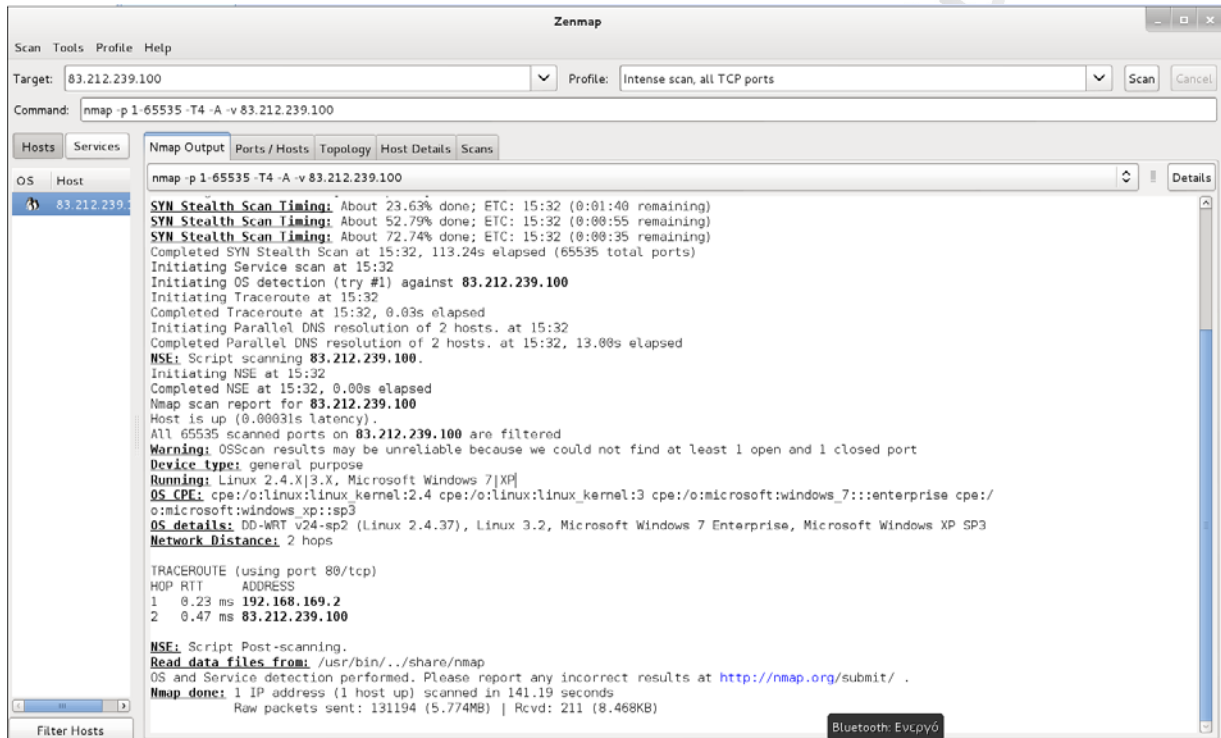 Zenmap
Scan Tools Profile Help
Target: 83.212.239.100 Profile: Intense scan, all TCP ports Scan Cancel
Command: nmap -p 1-65535 -T4 -A -v 83.212.239.100
Hosts Services Nmap Output Ports / Hosts Topology Host Details Scans
OS Host nmap -p 1-65535 -T4 -A -v 83.212.239.100 Details
83.212.239.1
SYN Stealth Scan Timing: About 23.63% done; ETC: 15:32 (0:01:40 remaining)
SYN Stealth Scan Timing: About 52.79% done; ETC: 15:32 (0:00:55 remaining)
SYN Stealth Scan Timing: About 72.74% done; ETC: 15:32 (0:00:35 remaining)
Completed SYN Stealth Scan at 15:32, 113.24s elapsed (65535 total ports)
Initiating Service scan at 15:32
Initiating OS detection (try #1) against 83.212.239.100
Initiating Traceroute at 15:32
Completed Traceroute at 15:32, 0.03s elapsed
Initiating Parallel DNS resolution of 2 hosts. at 15:32
Completed Parallel DNS resolution of 2 hosts. at 15:32, 13.00s elapsed
NSE: Script scanning 83.212.239.100.
Initiating NSE at 15:32
Completed NSE at 15:32, 0.00s elapsed
Nmap scan report for 83.212.239.100
Host is up (0.00031s latency).
All 65535 scanned ports on 83.212.239.100 are filtered
Warning: OSScan results may be unreliable because we could not find at least 1 open and 1 closed port
Device type: general purpose
Running: Linux 2.4.X|3.X, Microsoft Windows 7|XP
OS CPE: cpe:/o:linux:linux_kernel:2.4 cpe:/o:linux:linux_kernel:3 cpe:/o:microsoft:windows_7:::enterprise cpe:/
o:microsoft:windows_xp::sp3
OS details: DD-WRT v24-sp2 (Linux 2.4.37), Linux 3.2, Microsoft Windows 7 Enterprise, Microsoft Windows XP SP3
Network Distance: 2 hops
TRACEROUTE (using port 80/tcp)
HOP RTT ADDRESS
1 0.23 ms 192.168.169.2
2 0.47 ms 83.212.239.100
NSE: Script Post-scanning.
Read data files from: /usr/bin/../share/nmap
OS and Service detection performed. Please report any incorrect results at http://nmap.org/submit/ .
Nmap done: 1 IP address (1 host up) scanned in 141.19 seconds
Raw packets sent: 131194 (5.774MB) | Rcvd: 211 (8.468KB)
Filter Hosts
Bluetooth: Ενεργό